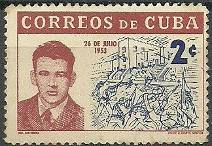 CORREOS DE CUBA
26 DE JULIO
1953
2¢